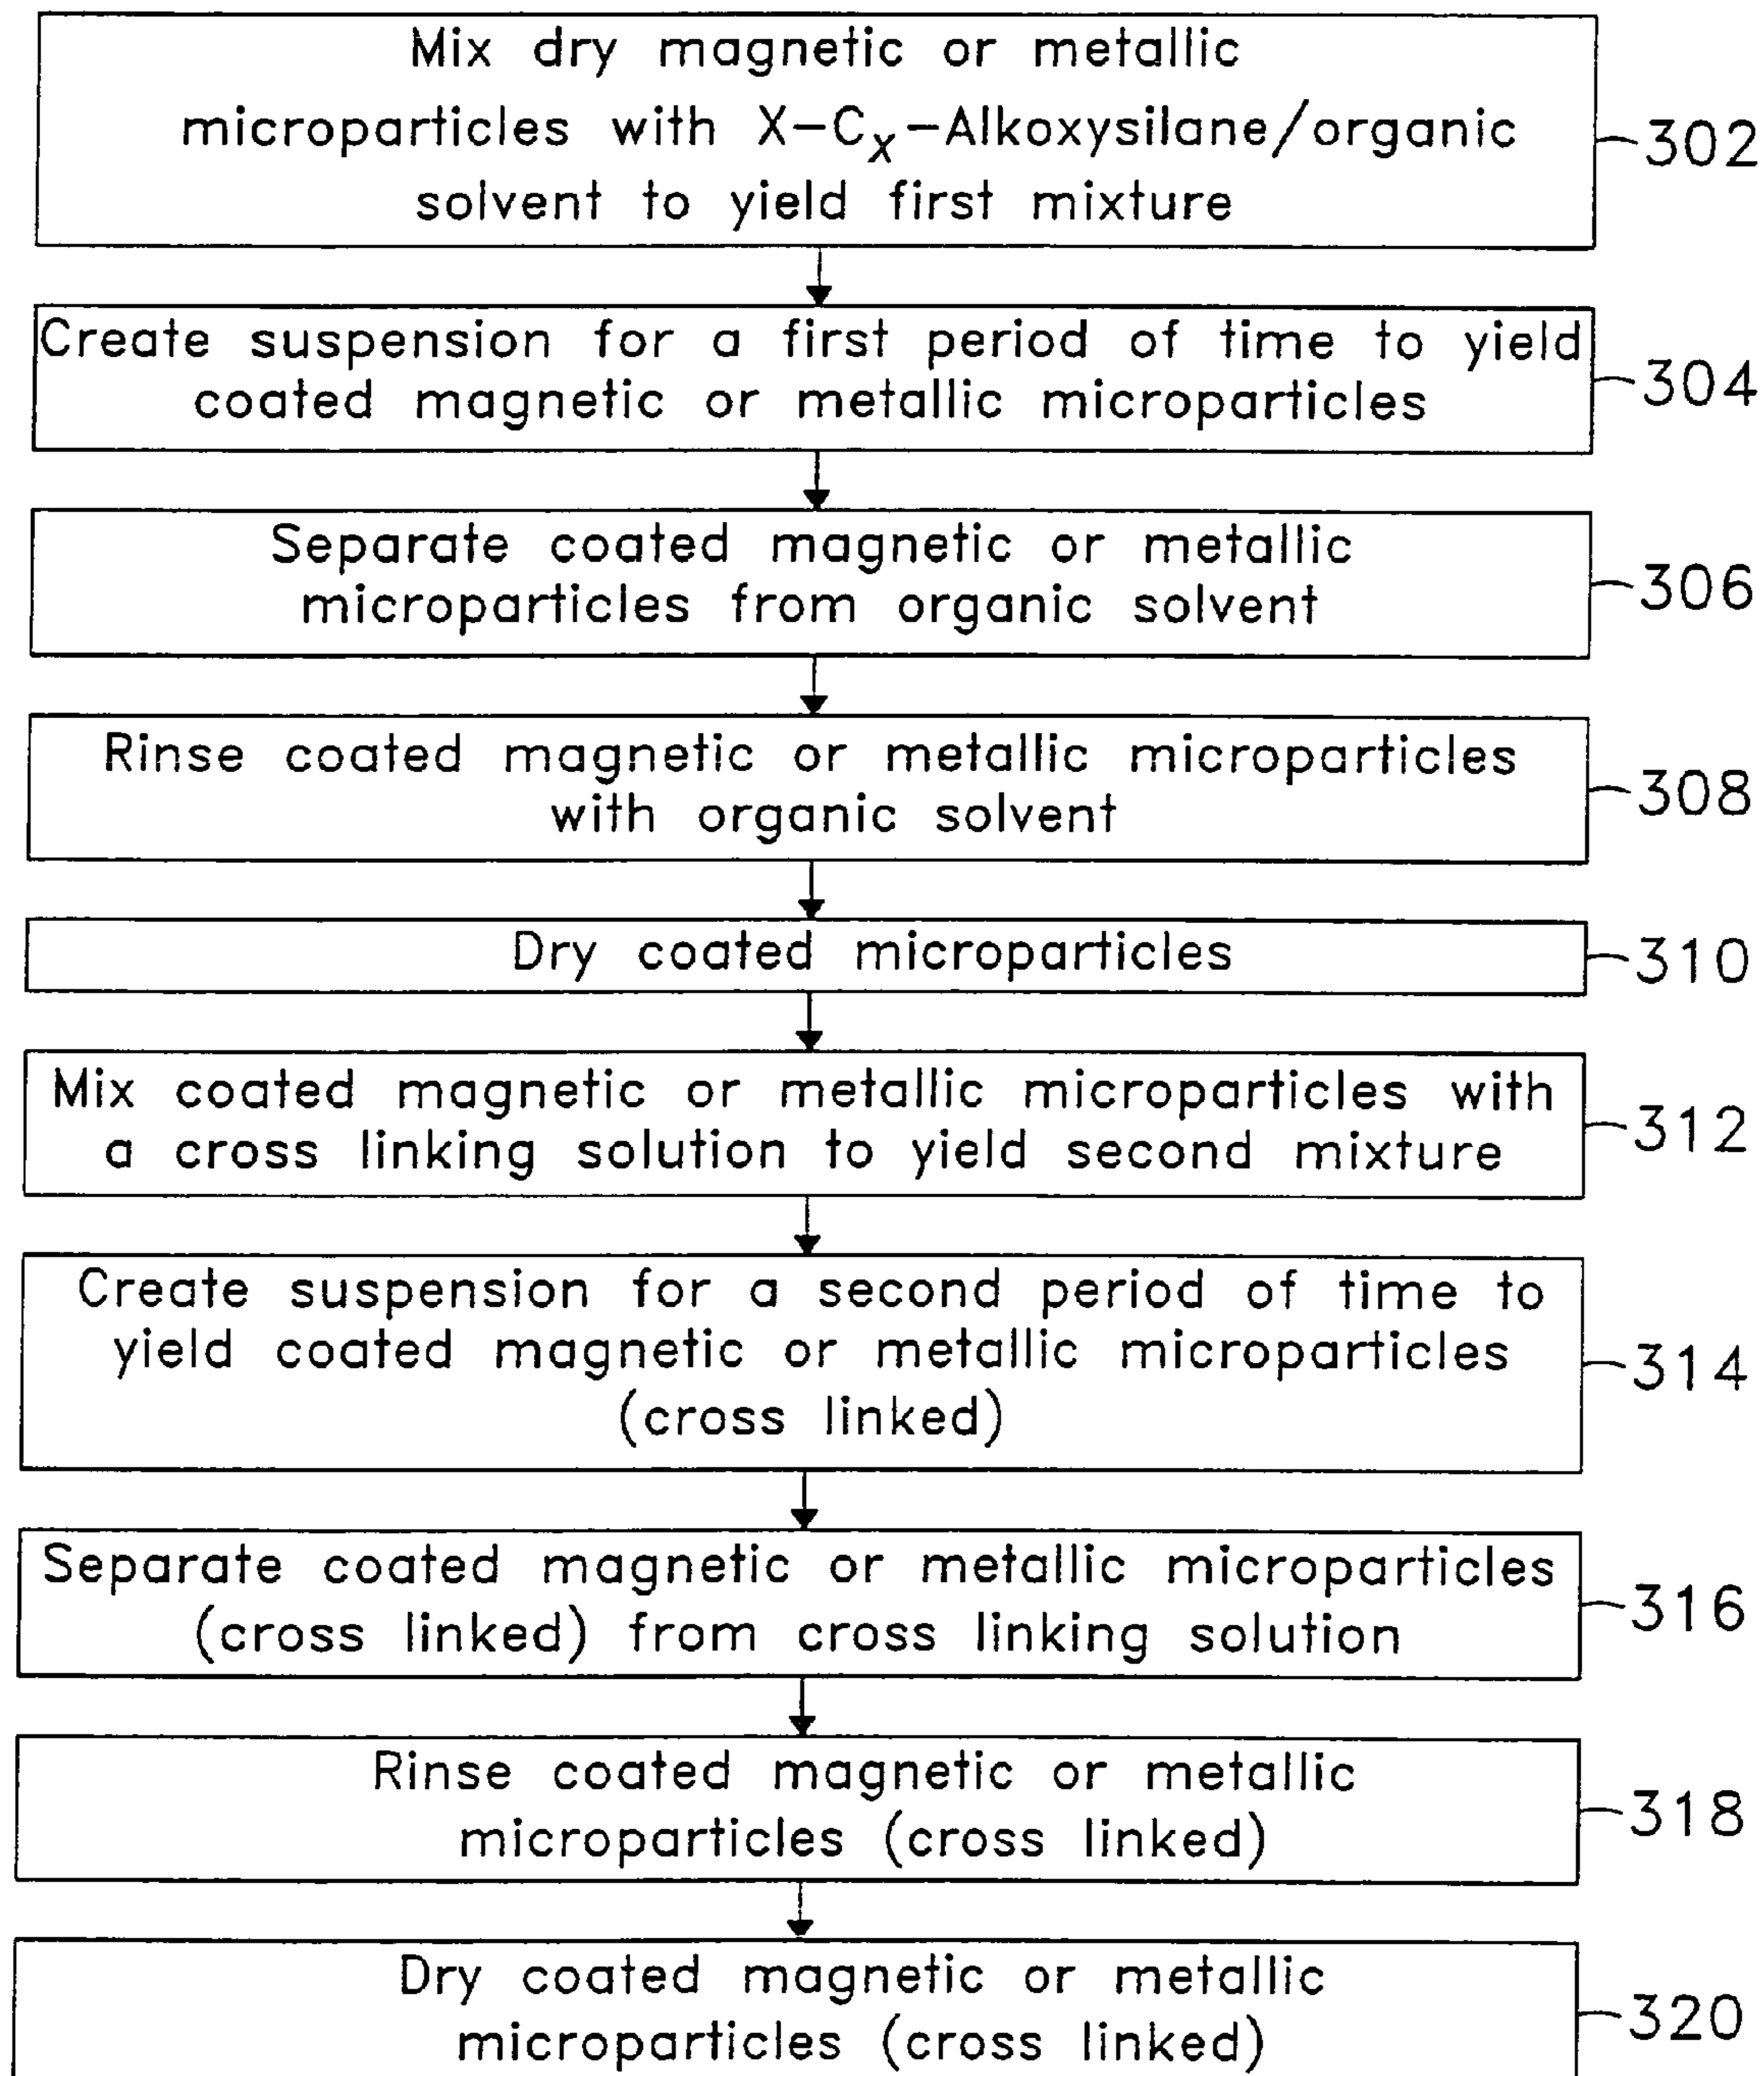 Mix dry magnetic or metallic
microparticles with X-Cx-Alkoxysilane/organic
solvent to yield first mixture
302
Create suspension for a first period of time to yield
coated magnetic or metallic microparticles
304
Separate coated magnetic or metallic
microparticles from organic solvent
306
Rinse coated magnetic or metallic microparticles
with organic solvent
308
Dry coated microparticles
310
Mix coated magnetic or metallic microparticles with
a cross linking solution to yield second mixture
312
Create suspension for a second period of time to
yield coated magnetic or metallic microparticles
(cross linked)
314
Separate coated magnetic or metallic microparticles
(cross linked) from cross linking solution
316
Rinse coated magnetic or metallic
microparticles (cross linked)
318
Dry coated magnetic or metallic
microparticles (cross linked)
320